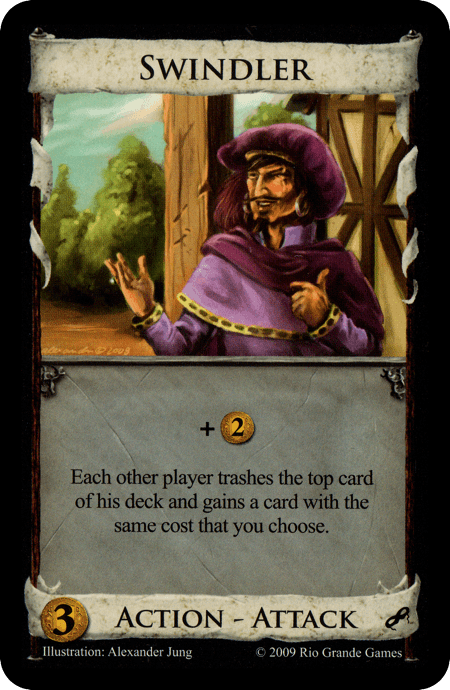 SWINDLER
+ 2
Each other player trashes the top card
of his deck and gains a card with the
same cost that you choose.
3 ACTION - ATTACK
Illustration: Alexander Jung © 2009 Rio Grande Games